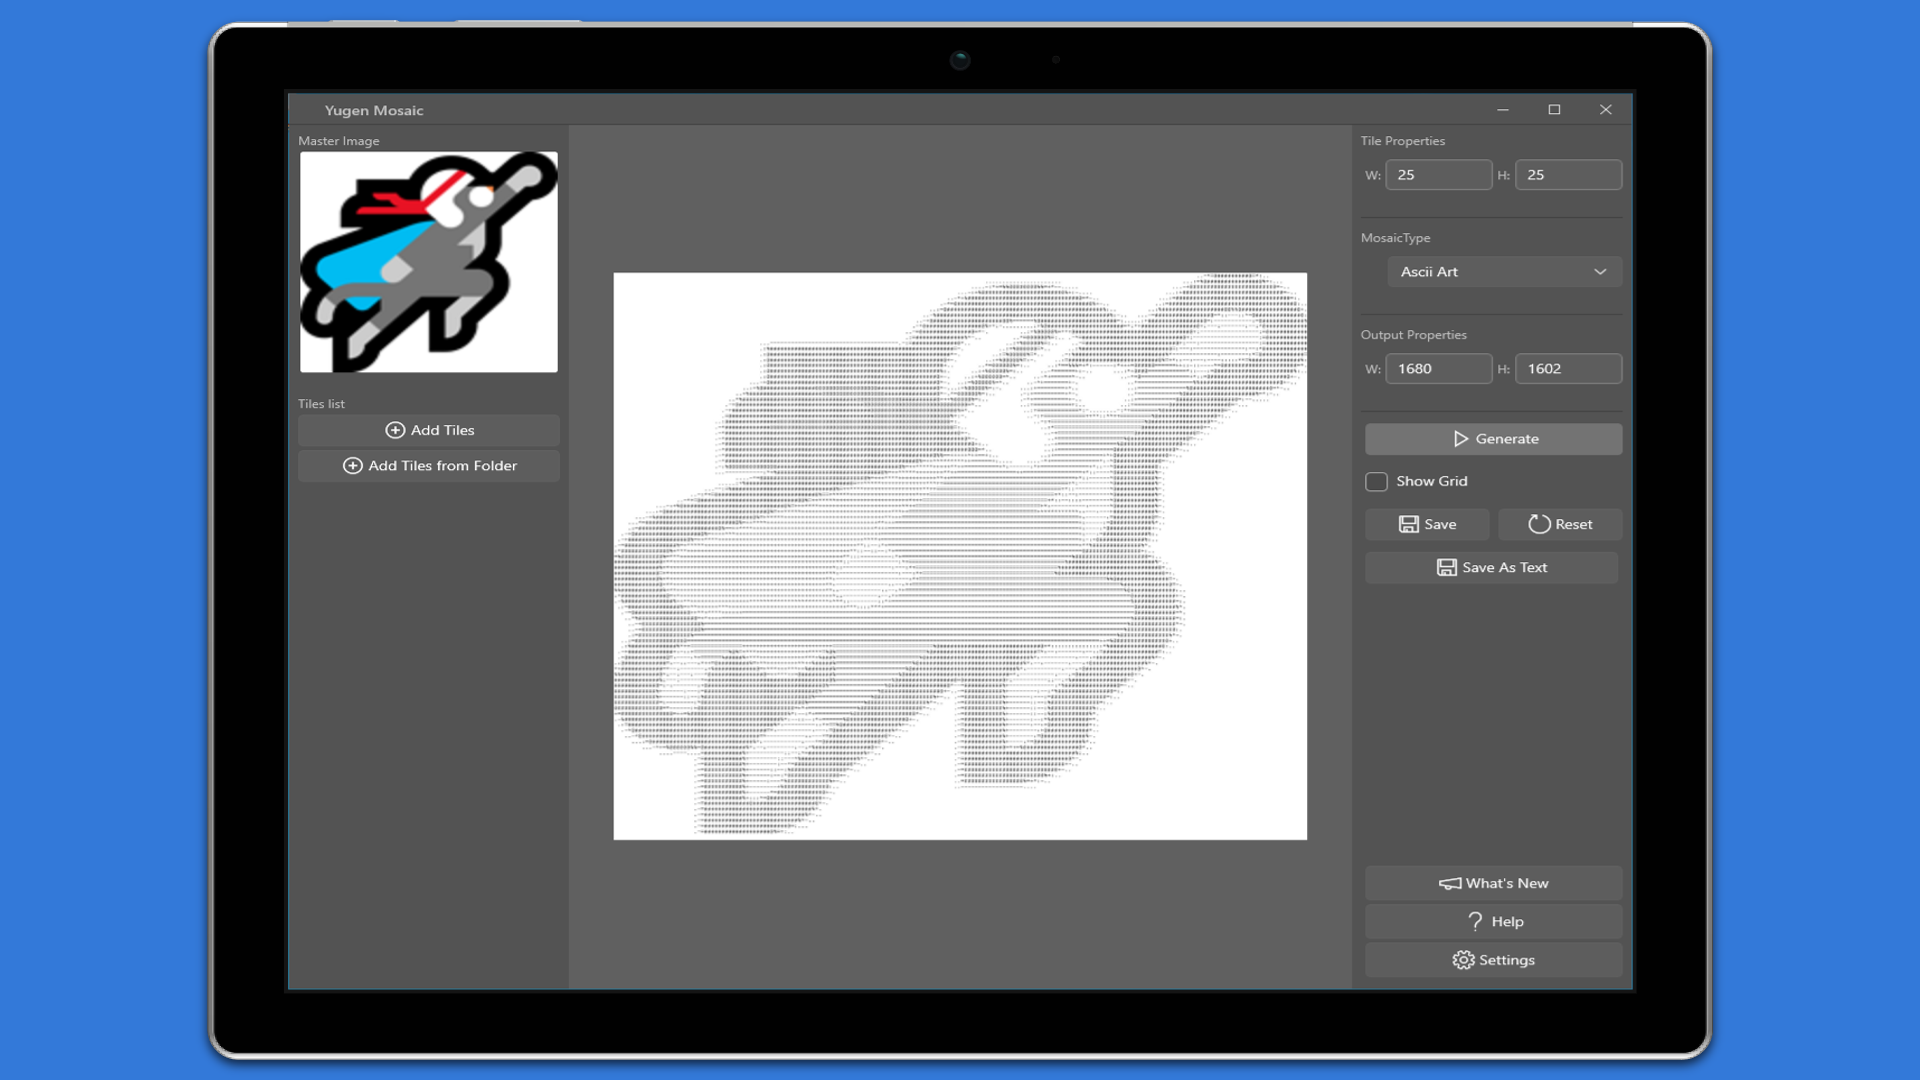 Yugen Mosaic
Master Image
Tiles list
Add Tiles
Add Tiles from Folder
Tile Properties
W: 25 H: 25
MosaicType
Ascii Art
Output Properties
W: 1680 H: 1602
Generate
Show Grid
Save Reset
Save As Text
What's New
Help
Settings